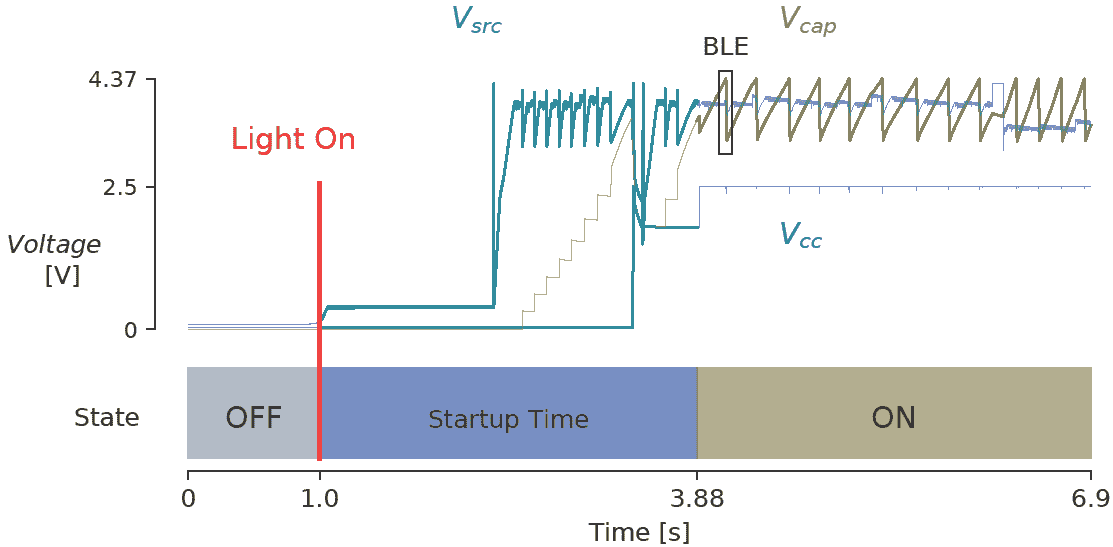 V_src
V_cap
BLE
4.37
Light On
2.5
Voltage
[V]
V_cc
0
State
OFF
Startup Time
ON
0
1.0
3.88
6.9
Time [s]